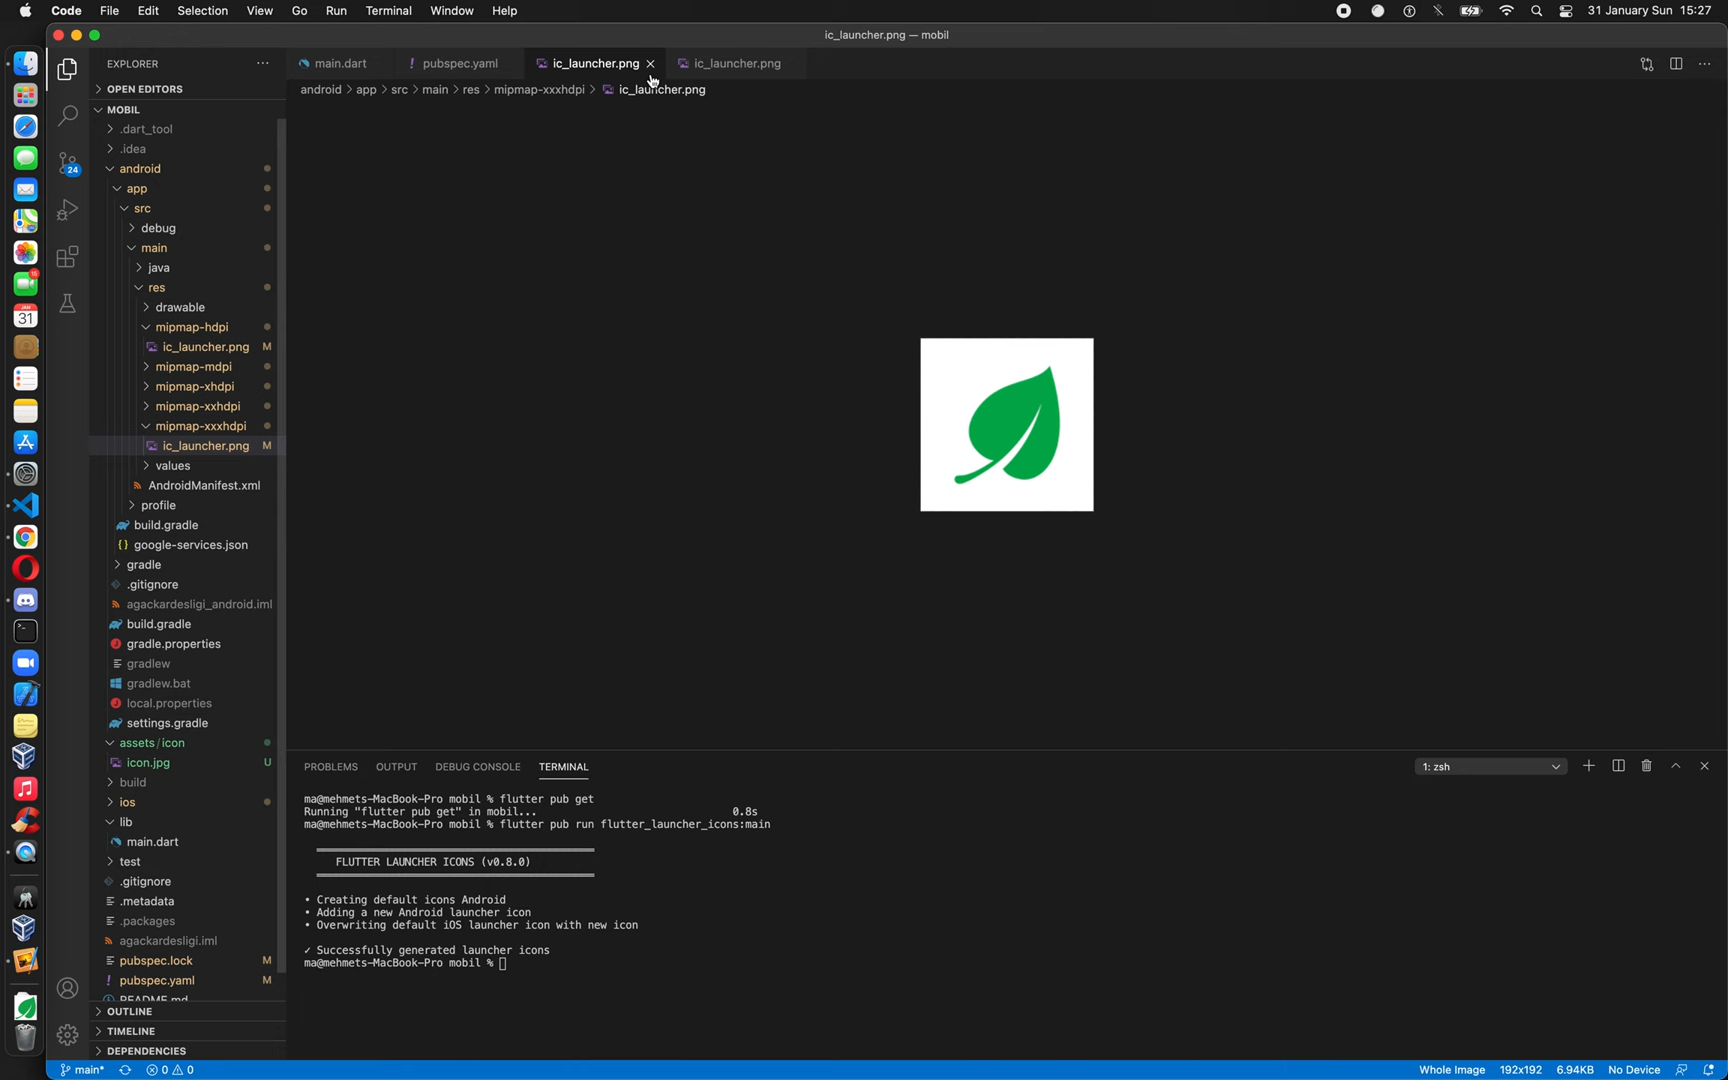 Code File Edit Selection View Go Run Terminal Window Help 31 January Sun 15:27
ic_launcher.png — mobil
EXPLORER
main.dart
pubspec.yaml
ic_launcher.png
ic_launcher.png
android > app > src > main > res > mipmap-xxxhdpi > ic_launcher.png
OPEN EDITORS
MOBIL
.dart_tool
.idea
android
app
src
debug
main
java
res
drawable
mipmap-hdpi
ic_launcher.png M
mipmap-mdpi
mipmap-xhdpi
mipmap-xxhdpi
mipmap-xxxhdpi
ic_launcher.png M
values
AndroidManifest.xml
profile
build.gradle
google-services.json
gradle
.gitignore
agackardesligi_android.iml
build.gradle
gradle.properties
gradlew
gradlew.bat
local.properties
settings.gradle
assets/icon
icon.jpg U
build
ios
lib
main.dart
test
.gitignore
.metadata
.packages
agackardesligi.iml
pubspec.lock M
pubspec.yaml M
README.md
OUTLINE
TIMELINE
DEPENDENCIES
24
15
JAN
31
PROBLEMS OUTPUT DEBUG CONSOLE TERMINAL
1: zsh
ma@mehmets-MacBook-Pro mobil % flutter pub get
Running "flutter pub get" in mobil... 0.8s
ma@mehmets-MacBook-Pro mobil % flutter pub run flutter_launcher_icons:main
FLUTTER LAUNCHER ICONS (v0.8.0)
• Creating default icons Android
• Adding a new Android launcher icon
• Overwriting default iOS launcher icon with new icon
✓ Successfully generated launcher icons
ma@mehmets-MacBook-Pro mobil %
main* 0 0 Whole Image 192x192 6.94KB No Device